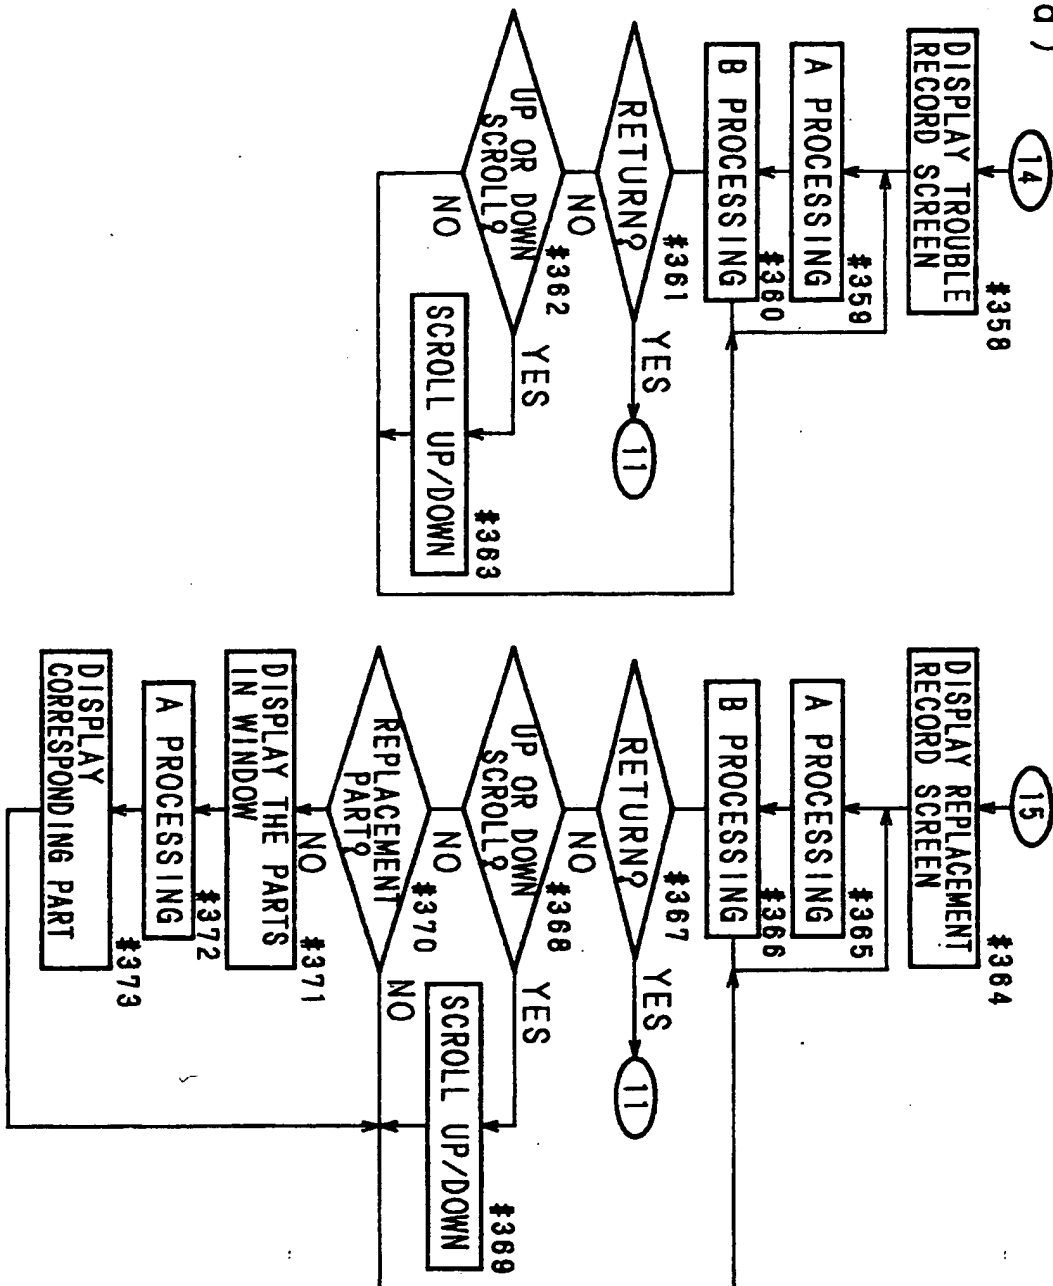 d)
14
DISPLAY TROUBLE
RECORD SCREEN
#358
A PROCESSING
#359
B PROCESSING
#360
RETURN?
#361
YES
11
NO
UP OR DOWN
SCROLL?
#362
YES
NO
SCROLL UP/DOWN
#363
15
DISPLAY REPLACEMENT
RECORD SCREEN
#364
A PROCESSING
#365
B PROCESSING
#366
RETURN?
#367
YES
11
NO
UP OR DOWN
SCROLL?
#368
YES
NO
SCROLL UP/DOWN
#369
REPLACEMENT
PART?
#370
NO
NO
DISPLAY THE PARTS
IN WINDOW
#371
A PROCESSING
#372
DISPLAY
CORRESPONDING PART
#373